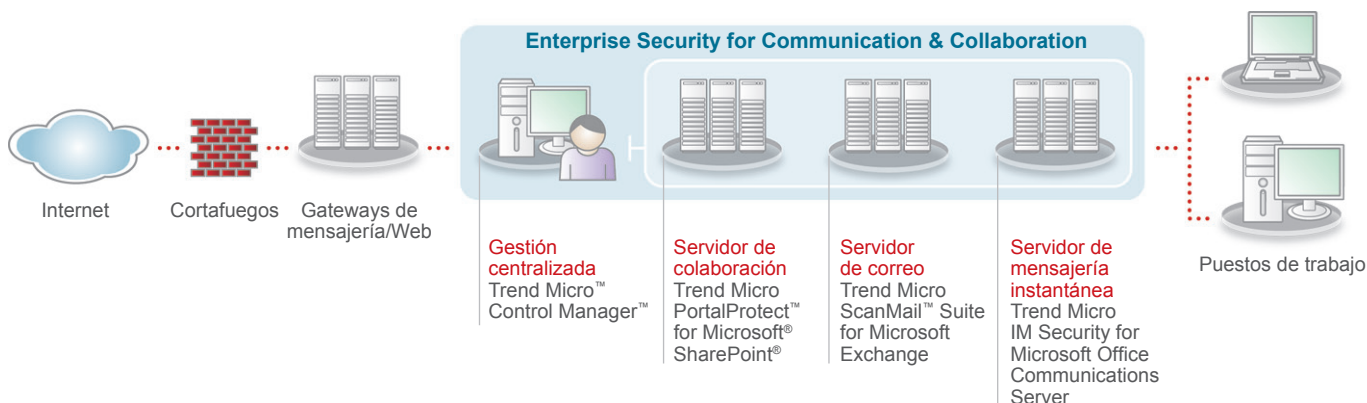 Enterprise Security for Communication & Collaboration
Internet
Cortafuegos
Gateways de
mensajería/Web
Gestión
centralizada
Trend Micro™
Control Manager™
Servidor de
colaboración
Trend Micro
PortalProtect™
for Microsoft®
SharePoint®
Servidor
de correo
Trend Micro
ScanMail™ Suite
for Microsoft
Exchange
Servidor de
mensajería
instantánea
Trend Micro
IM Security for
Microsoft Office
Communications
Server
Puestos de trabajo